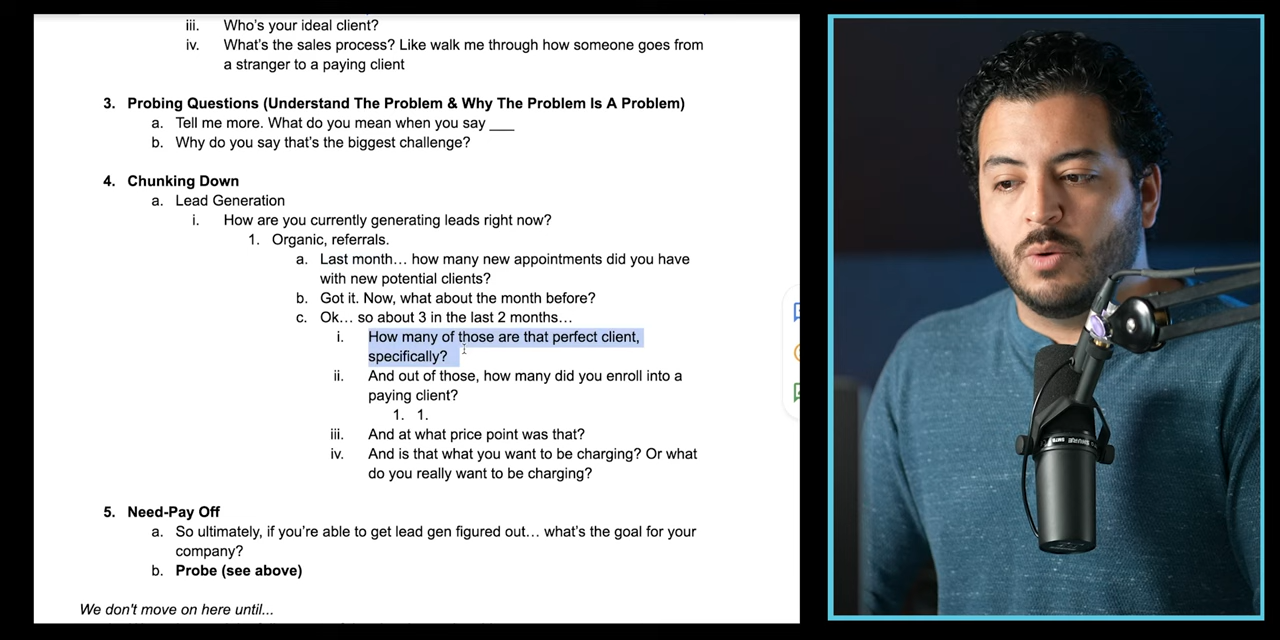 iii. Who's your ideal client?
iv. What's the sales process? Like walk me through how someone goes from
a stranger to a paying client
3. Probing Questions (Understand The Problem & Why The Problem Is A Problem)
a. Tell me more. What do you mean when you say ___
b. Why do you say that's the biggest challenge?
4. Chunking Down
a. Lead Generation
i. How are you currently generating leads right now?
1. Organic, referrals.
a. Last month… how many new appointments did you have
with new potential clients?
b. Got it. Now, what about the month before?
c. Ok… so about 3 in the last 2 months…
i. How many of those are that perfect client,
specifically?
ii. And out of those, how many did you enroll into a
paying client?
1. 1.
iii. And at what price point was that?
iv. And is that what you want to be charging? Or what
do you really want to be charging?
5. Need-Pay Off
a. So ultimately, if you're able to get lead gen figured out… what's the goal for your
company?
b. Probe (see above)
We don't move on here until...
SHURE SM7B